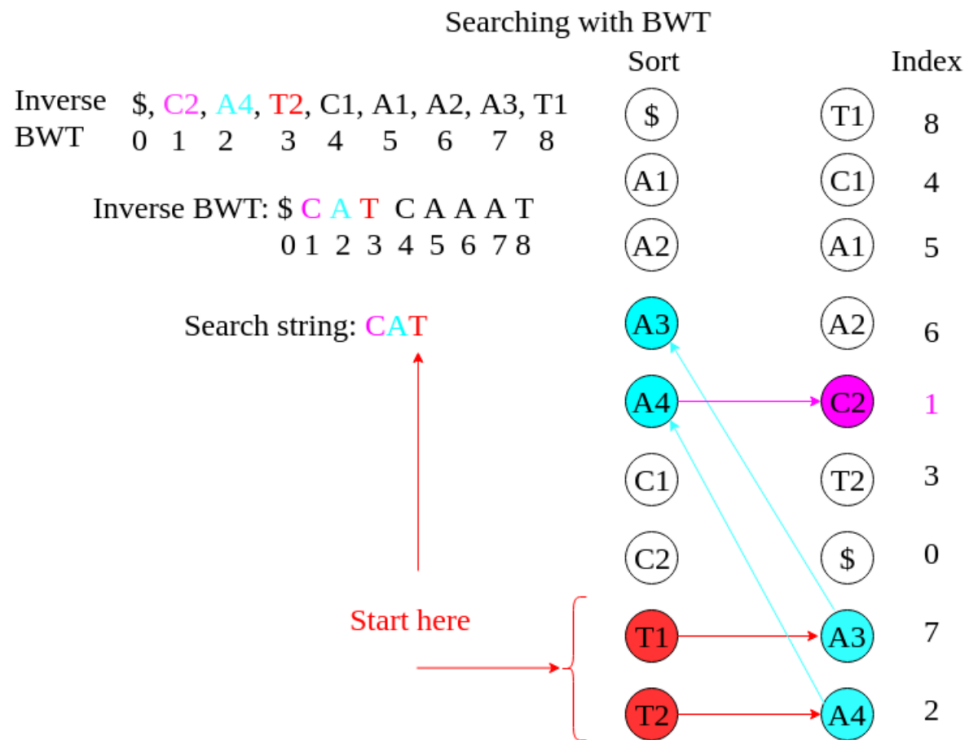 Searching with BWT
Sort Index
Inverse BWT $, C2, A4, T2, C1, A1, A2, A3, T1
0 1 2 3 4 5 6 7 8
Inverse BWT: $ C A T C A A A T
0 1 2 3 4 5 6 7 8
Search string: CAT
Start here
$ T1 8
A1 C1 4
A2 A1 5
A3 A2 6
A4 C2 1
C1 T2 3
C2 $ 0
T1 A3 7
T2 A4 2